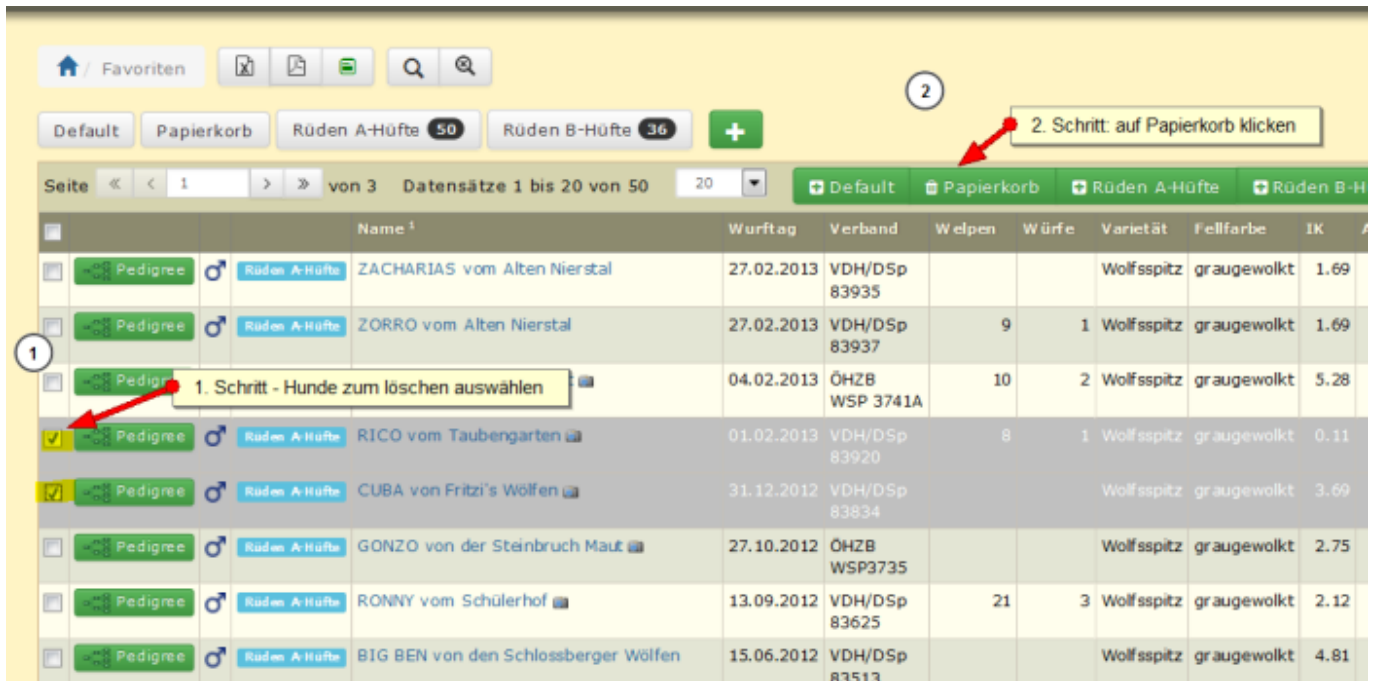 / Favoriten
Default Papierkorb Rüden A-Hüfte 50 Rüden B-Hüfte 36 +
2
2. Schritt: auf Papierkorb klicken
Seite « < 1 > » von 3 Datensätze 1 bis 20 von 50 20 Default Papierkorb Rüden A-Hüfte Rüden B-H
Name 1 Wurftag Verband Welpen Würfe Varietät Fellfarbe IK
Pedigree Rüden A-Hüfte ZACHARIAS vom Alten Nierstal 27.02.2013 VDH/DSp Wolfsspitz graugewolkt 1.69
83935
Pedigree Rüden A-Hüfte ZORRO vom Alten Nierstal 27.02.2013 VDH/DSp 9 1 Wolfsspitz graugewolkt 1.69
83937
1
1. Schritt - Hunde zum löschen auswählen
04.02.2013 ÖHZB 10 2 Wolfsspitz graugewolkt 5.28
WSP 3741A
Pedigree Rüden A-Hüfte RICO vom Taubengarten 01.02.2013 VDH/DSp 8 1 Wolfsspitz graugewolkt 0.11
83920
Pedigree Rüden A-Hüfte CUBA von Fritzi's Wölfen 31.12.2012 VDH/DSp Wolfsspitz graugewolkt 3.69
83834
Pedigree Rüden A-Hüfte GONZO von der Steinbruch Maut 27.10.2012 ÖHZB Wolfsspitz graugewolkt 2.75
WSP3735
Pedigree Rüden A-Hüfte RONNY vom Schülerhof 13.09.2012 VDH/DSp 21 3 Wolfsspitz graugewolkt 2.12
83625
Pedigree Rüden A-Hüfte BIG BEN von den Schlossberger Wölfen 15.06.2012 VDH/DSp Wolfsspitz graugewolkt 4.81
83513